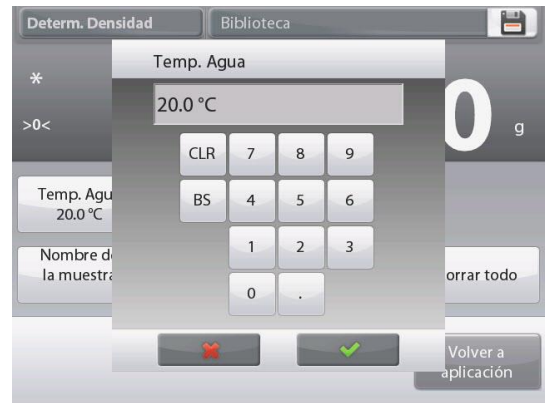 Determ. Densidad
Biblioteca
Temp. Agua
*
20.0 °C
>0<
0 g
CLR 7 8 9
Temp. Agu
20.0 °C
BS 4 5 6
1 2 3
Nombre d
la muestra
orrar todo
0 .
Volver a
aplicación